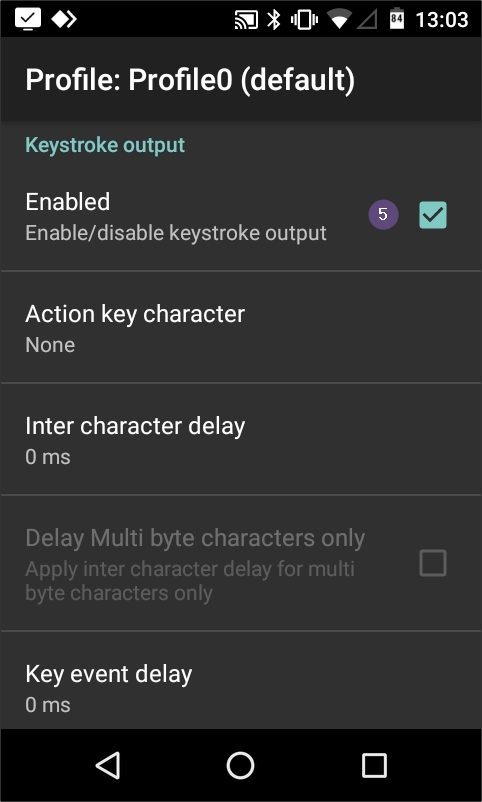 84 13:03
Profile: Profile0 (default)
Keystroke output
Enabled
Enable/disable keystroke output
5
Action key character
None
Inter character delay
0 ms
Delay Multi byte characters only
Apply inter character delay for multi
byte characters only
Key event delay
0 ms